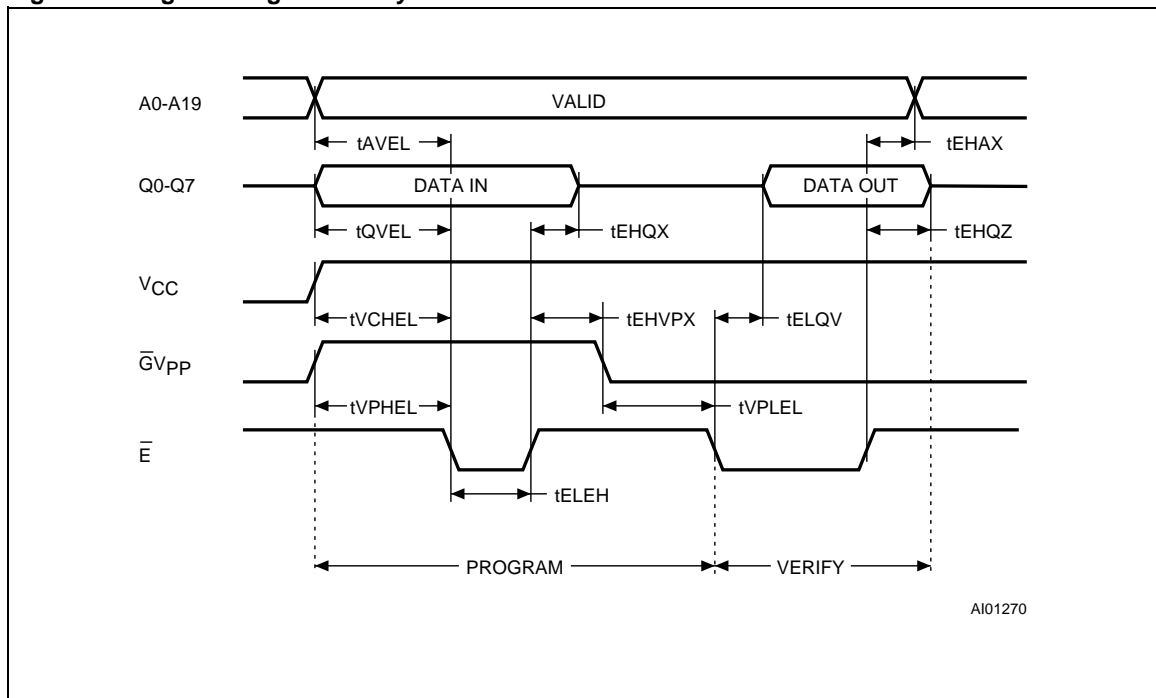 A0-A19
VALID
tAVEL
tEHAX
Q0-Q7
DATA IN
DATA OUT
tQVEL
tEHQX
tEHQZ
VCC
tVCHEL
tEHVPX
tELQV
G̅VPP
tVPHEL
tVPLEL
E̅
tELEH
PROGRAM
VERIFY
AI01270